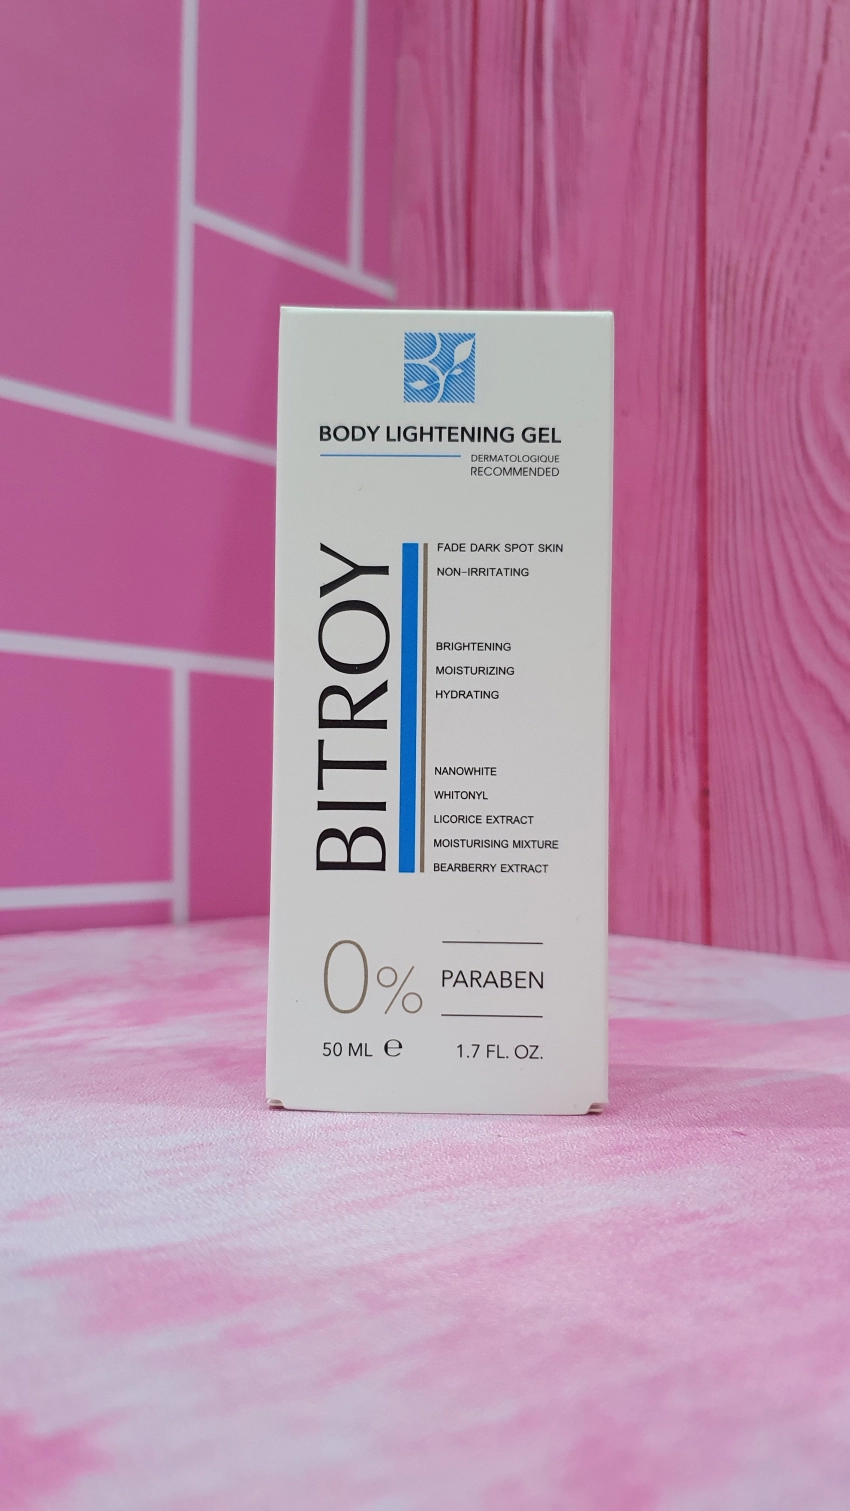 BODY LIGHTENING GEL
DERMATOLOGIQUE
RECOMMENDED
BITROY
FADE DARK SPOT SKIN
NON-IRRITATING
BRIGHTENING
MOISTURIZING
HYDRATING
NANOWHITE
WHITONYL
LICORICE EXTRACT
MOISTURISING MIXTURE
BEARBERRY EXTRACT
0% PARABEN
50 ML ℮ 1.7 FL. OZ.